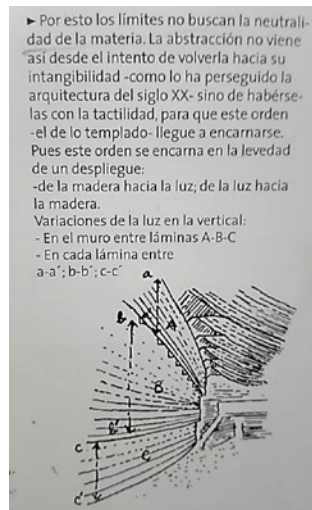 ► Por esto los límites no buscan la neutrali-
dad de la materia. La abstracción no viene
así desde el intento de volverla hacia su
intangibilidad -como lo ha perseguido la
arquitectura del siglo XX- sino de habérse-
las con la tactilidad, para que este orden
-el de lo templado- llegue a encarnarse.
Pues este orden se encarna en la levedad
de un despliegue:
-de la madera hacia la luz; de la luz hacia
la madera.
Variaciones de la luz en la vertical:
- En el muro entre láminas A-B-C
- En cada lámina entre
a-a´; b-b´; c-c´
a
b
A
B
b'
c
C
c'